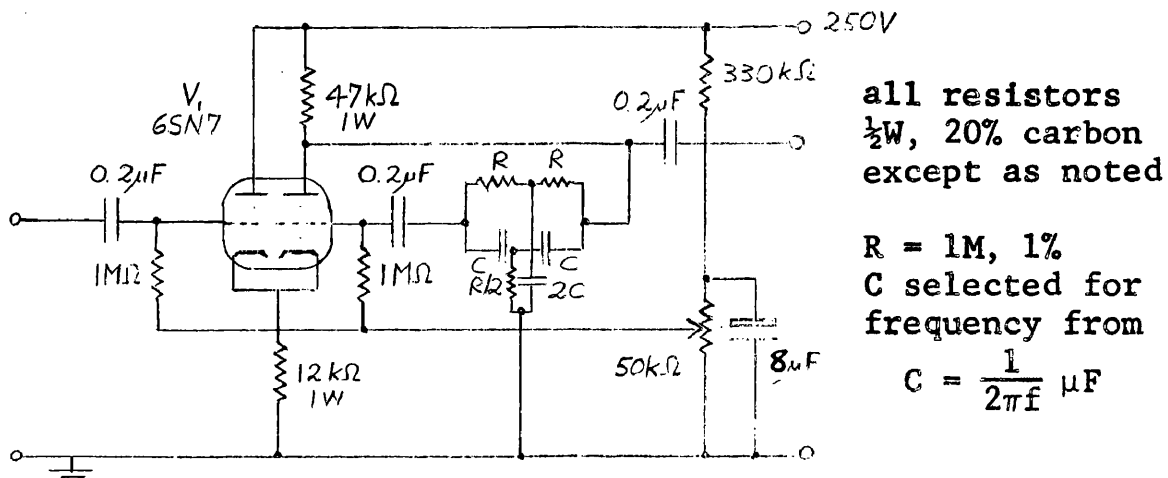 250V
330kΩ
47kΩ
1W
V1
6SN7
0.2μF
0.2μF
0.2μF
R R
C C
R/2
2C
1MΩ
1MΩ
12kΩ
1W
50kΩ
8μF
all resistors
½W, 20% carbon
except as noted
R = 1M, 1%
C selected for
frequency from
C = 1/2πf μF